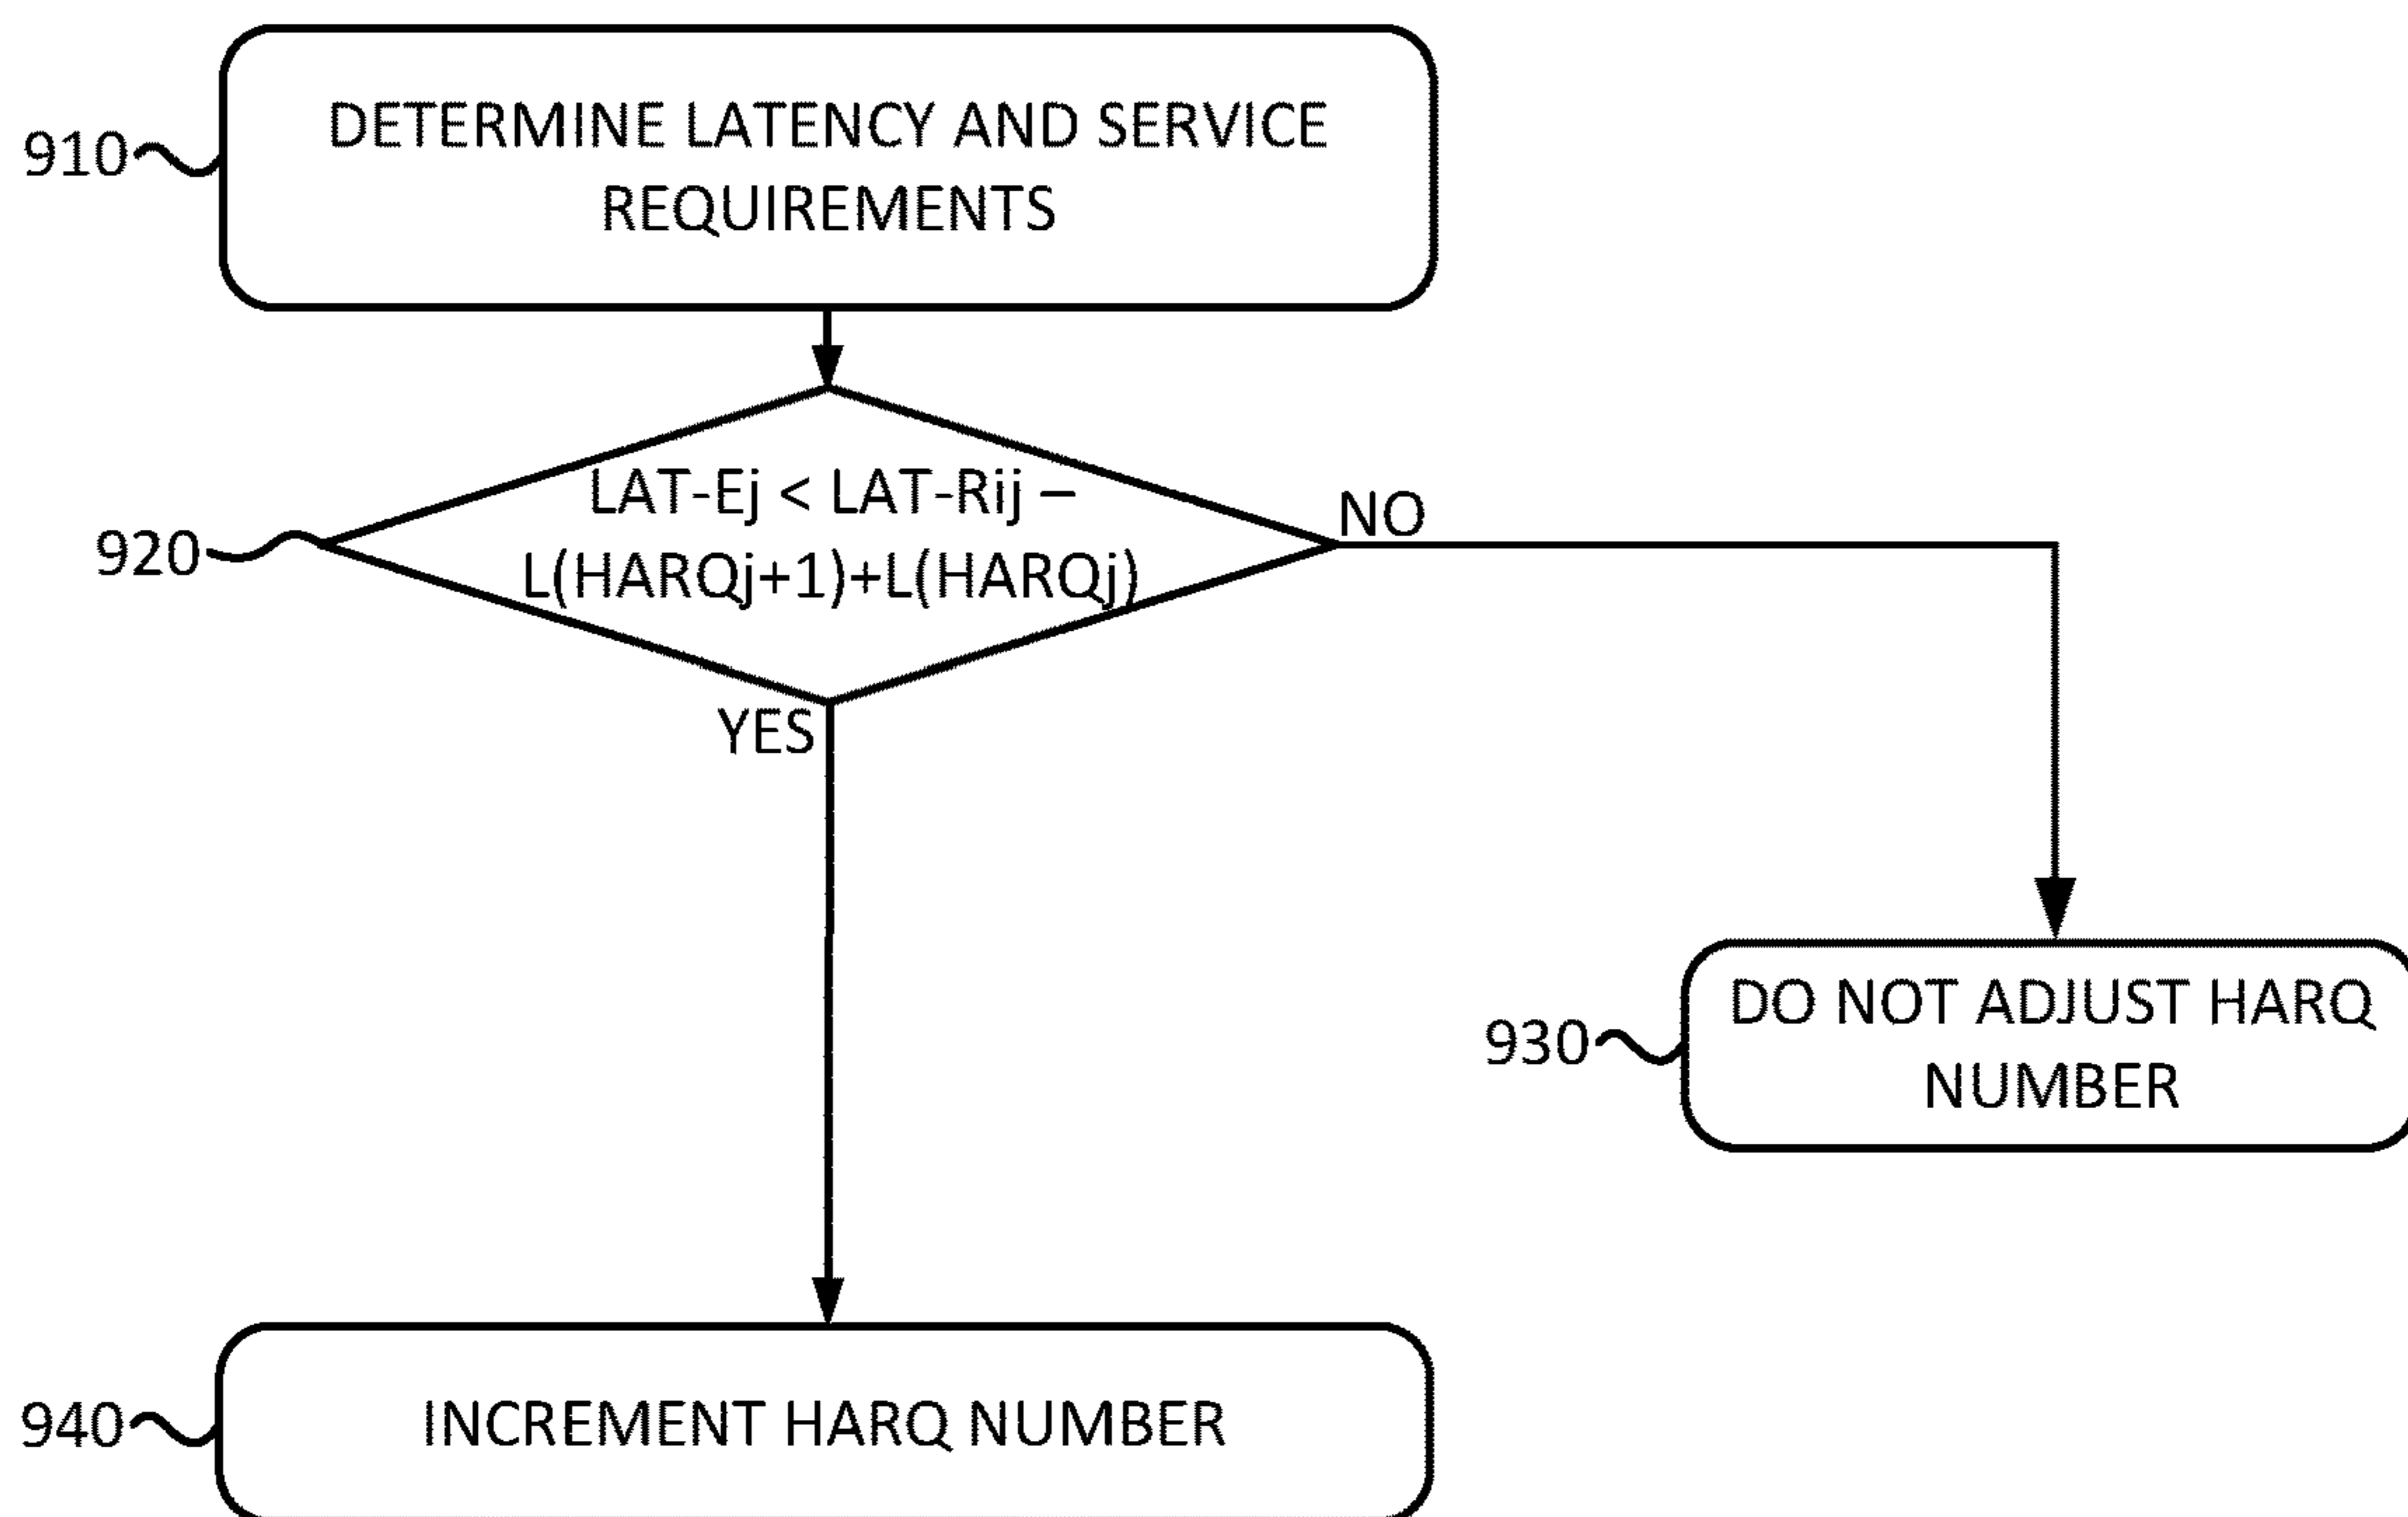 910
DETERMINE LATENCY AND SERVICE
REQUIREMENTS
920
LAT-Ej < LAT-Rij –
L(HARQj+1)+L(HARQj)
NO
YES
930
DO NOT ADJUST HARQ
NUMBER
940
INCREMENT HARQ NUMBER